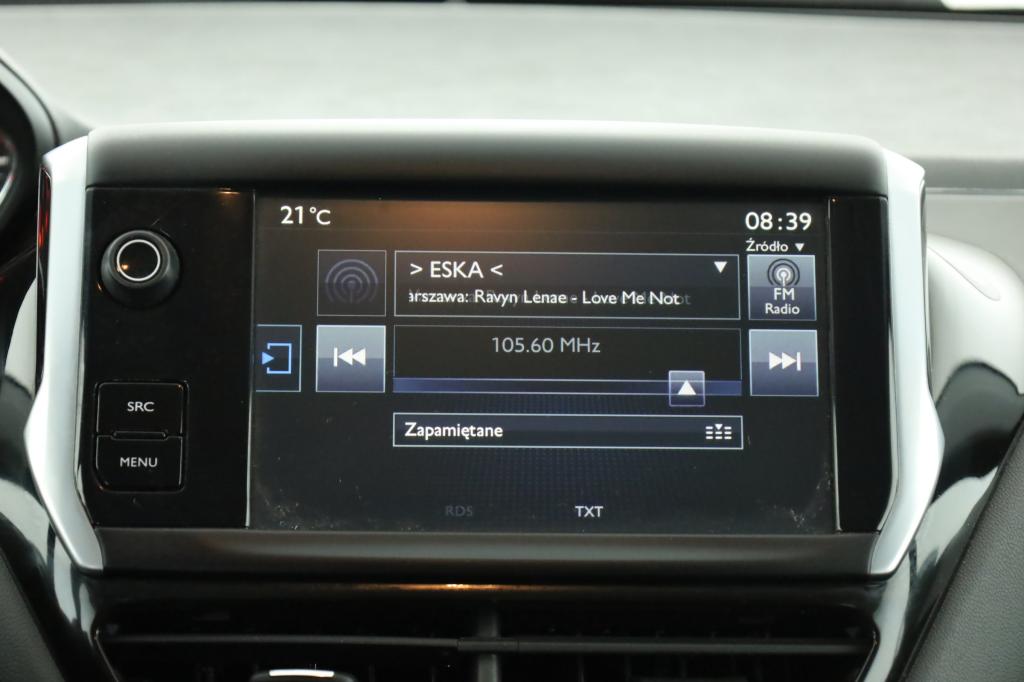 21°C
08:39
Źródło
> ESKA <
arszawa: Ravyn Lenae - Love Me Not
FM
Radio
105.60 MHz
SRC
Zapamiętane
MENU
RDS
TXT